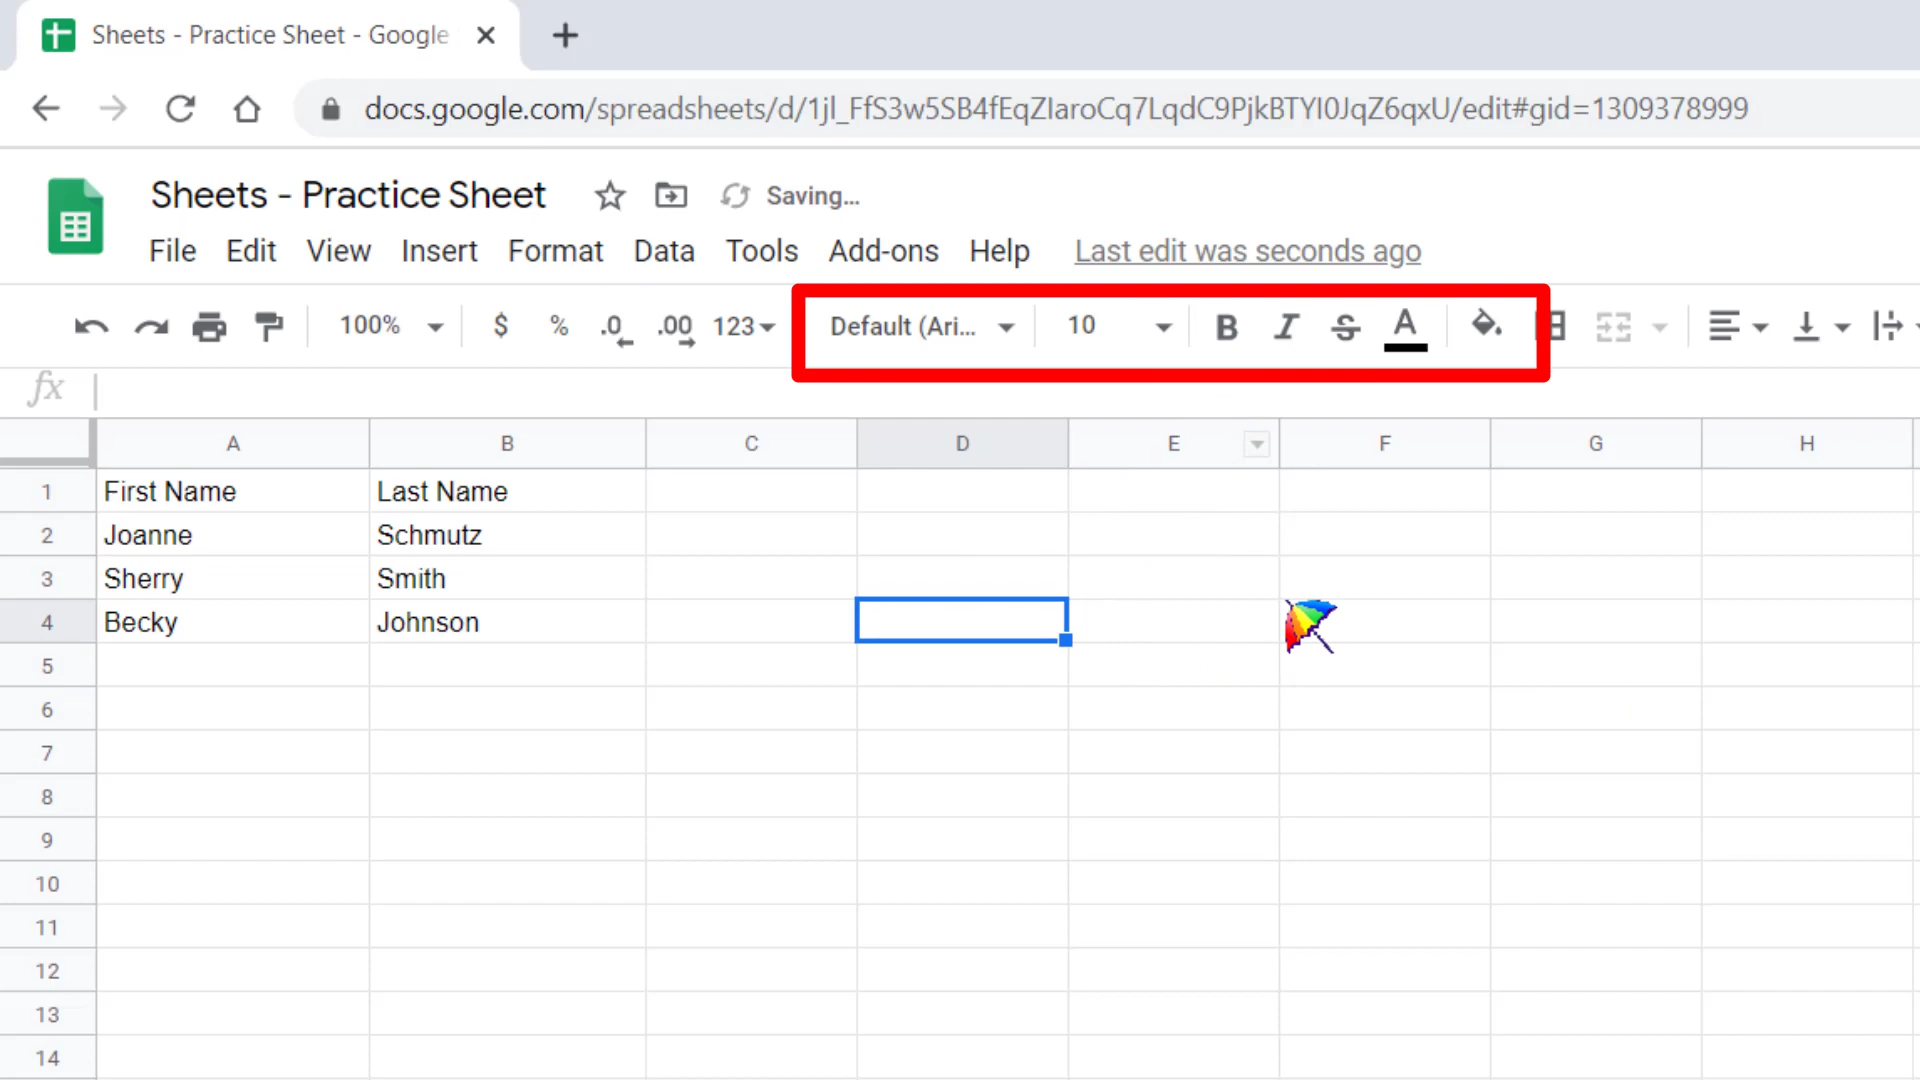 Sheets - Practice Sheet - Google
docs.google.com/spreadsheets/d/1jl_FfS3w5SB4fEqZIaroCq7LqdC9PjkBTYI0JqZ6qxU/edit#gid=1309378999
Sheets - Practice Sheet Saving...
File Edit View Insert Format Data Tools Add-ons Help Last edit was seconds ago
100% $ % .0 .00 123 Default (Ari... 10 B I S A
fx
A B C D E F G H
1 First Name Last Name
2 Joanne Schmutz
3 Sherry Smith
4 Becky Johnson
5
6
7
8
9
10
11
12
13
14